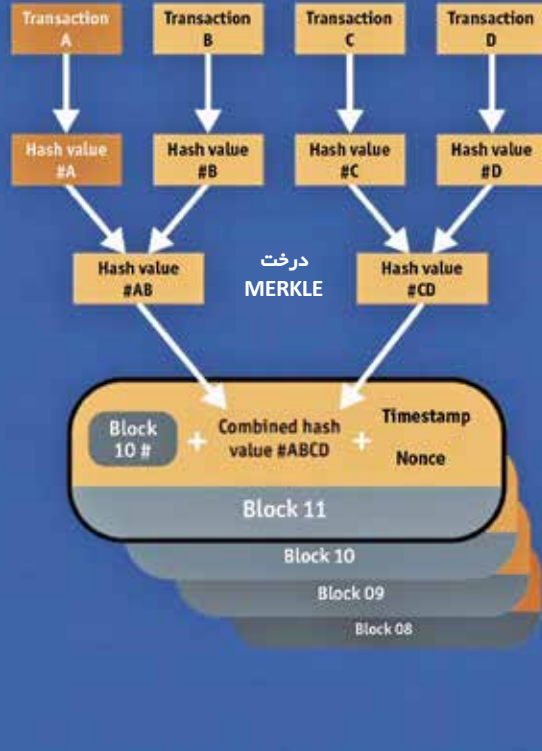 Transaction
A
Transaction
B
Transaction
C
Transaction
D
Hash value
#A
Hash value
#B
Hash value
#C
Hash value
#D
Hash value
#AB
درخت
MERKLE
Hash value
#CD
Block
10 #
+
Combined hash
value #ABCD
+
Timestamp
Nonce
Block 11
Block 10
Block 09
Block 08